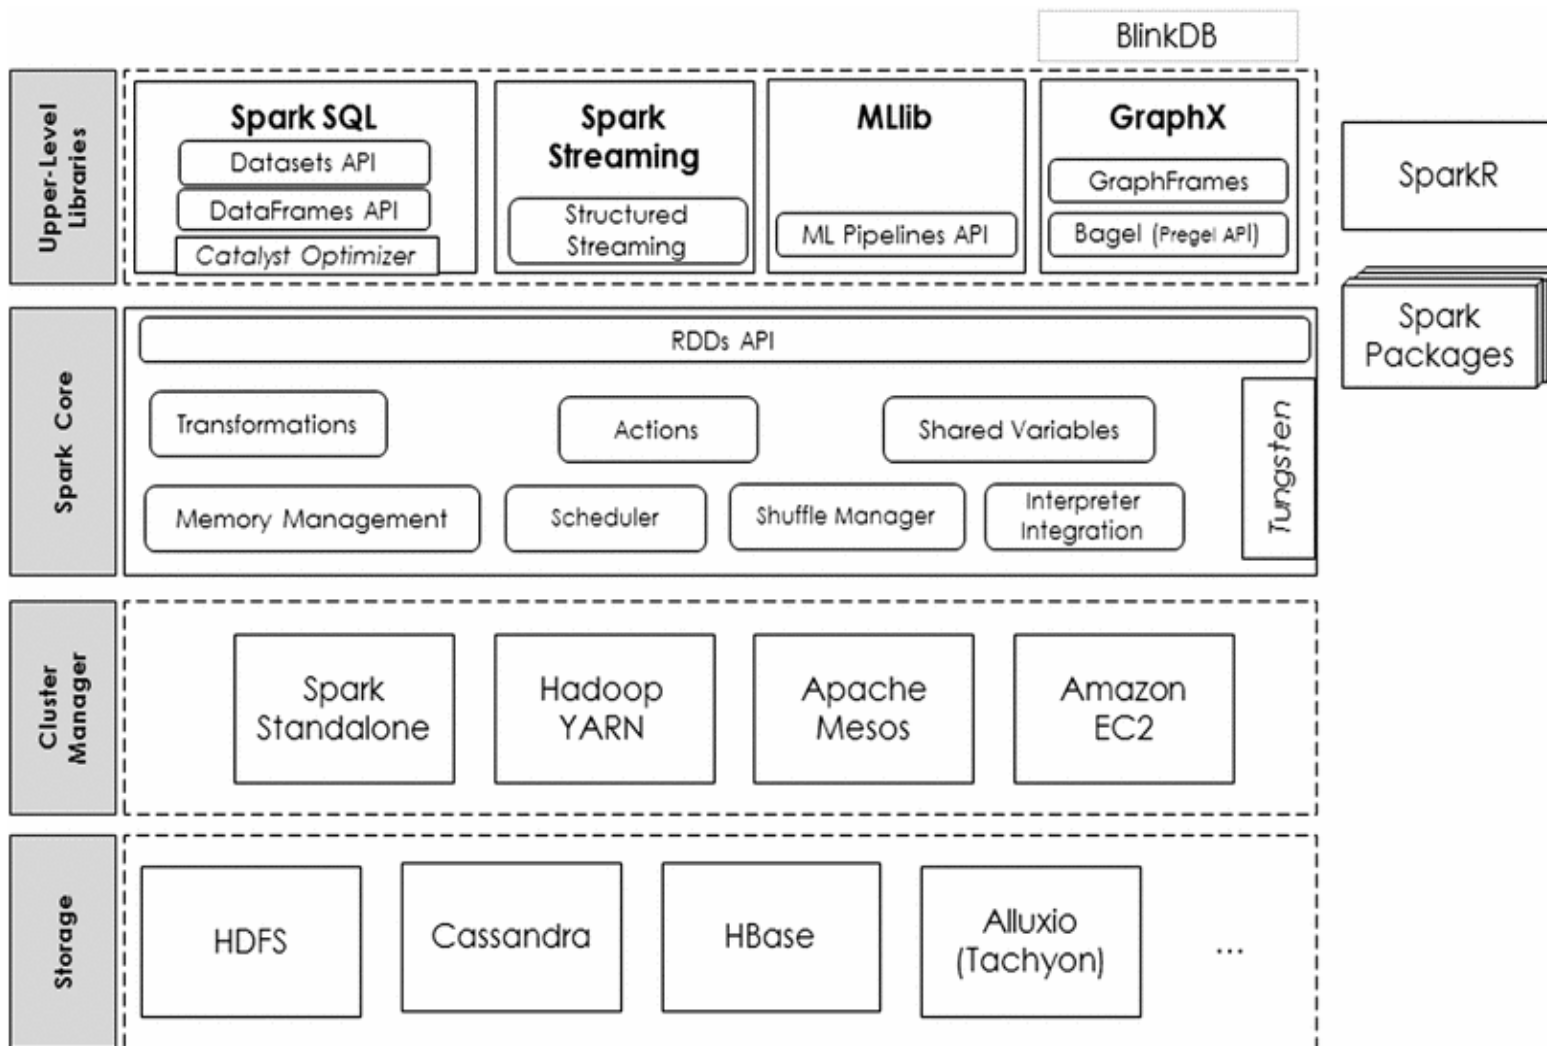 BlinkDB
Upper-Level
Libraries
Spark SQL
Datasets API
DataFrames API
Catalyst Optimizer
Spark
Streaming
Structured
Streaming
MLlib
ML Pipelines API
GraphX
GraphFrames
Bagel (Pregel API)
SparkR
Spark
Packages
Spark Core
RDDs API
Transformations
Actions
Shared Variables
Memory Management
Scheduler
Shuffle Manager
Interpreter
Integration
Tungsten
Cluster
Manager
Spark
Standalone
Hadoop
YARN
Apache
Mesos
Amazon
EC2
Storage
HDFS
Cassandra
HBase
Alluxio
(Tachyon)
...